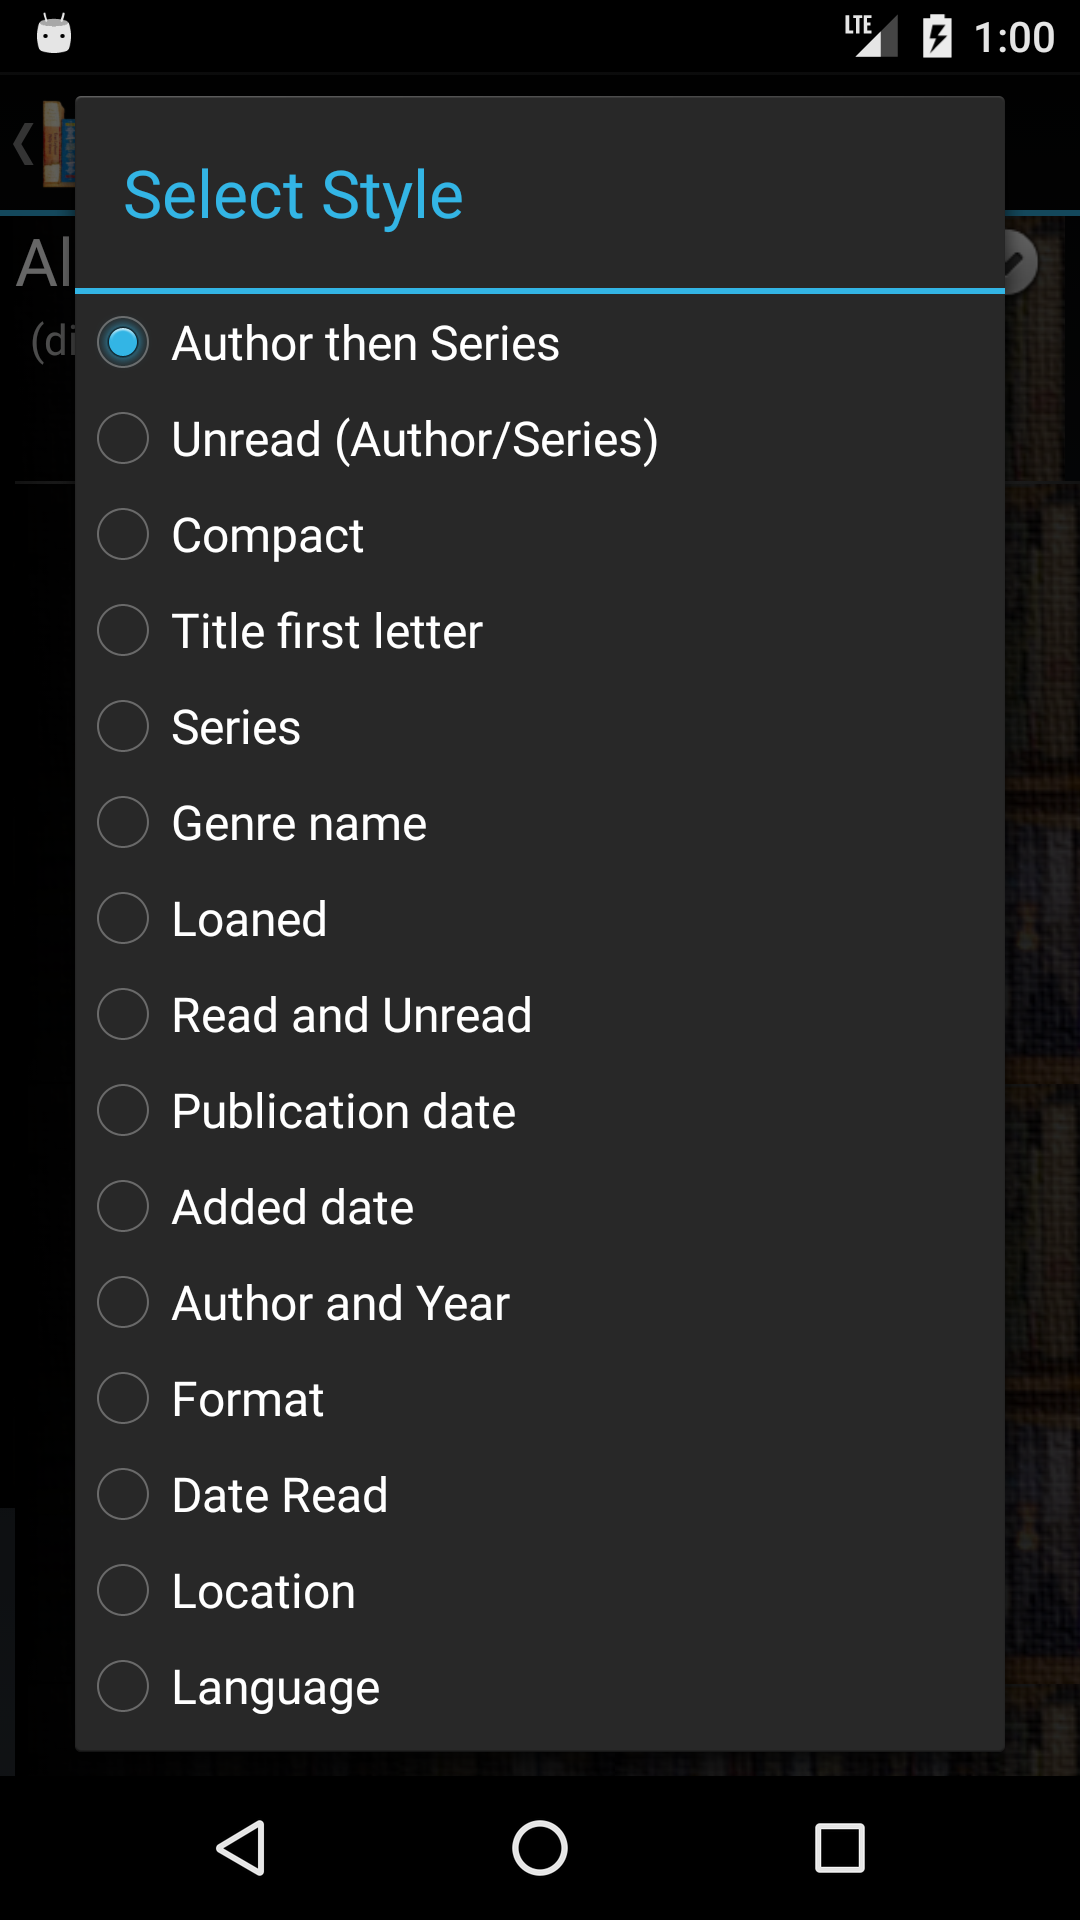 LTE 1:00
Select Style
Al
(di
Author then Series
Unread (Author/Series)
Compact
Title first letter
Series
Genre name
Loaned
Read and Unread
Publication date
Added date
Author and Year
Format
Date Read
Location
Language